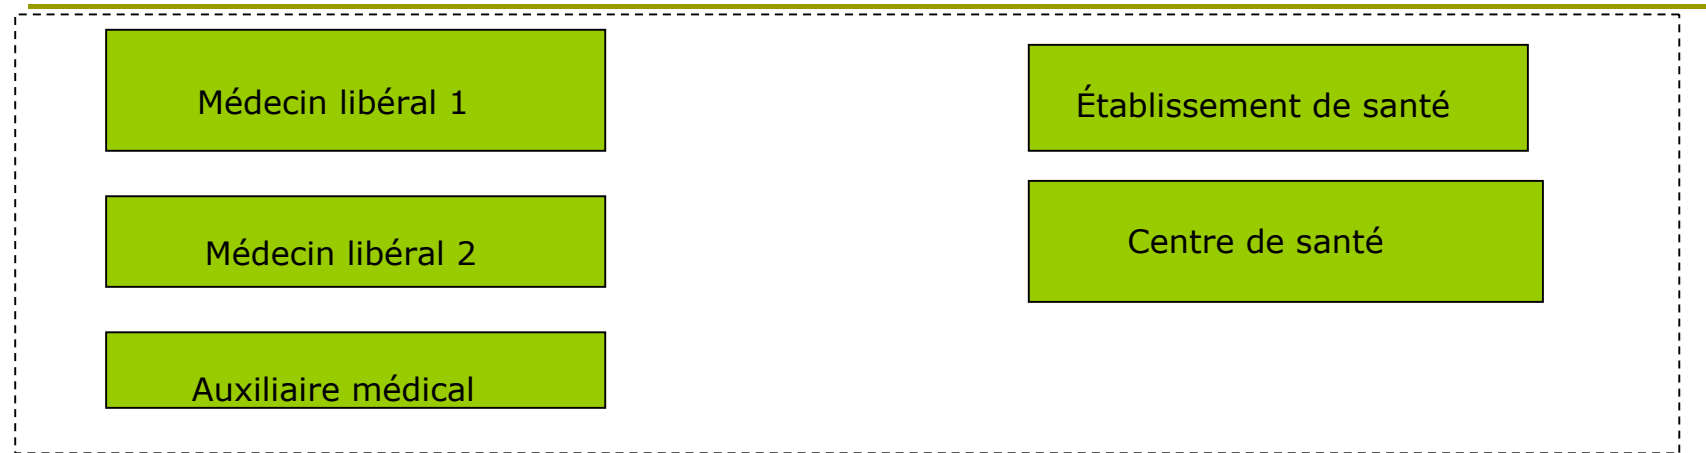 Médecin libéral 1
Médecin libéral 2
Auxiliaire médical
Établissement de santé
Centre de santé